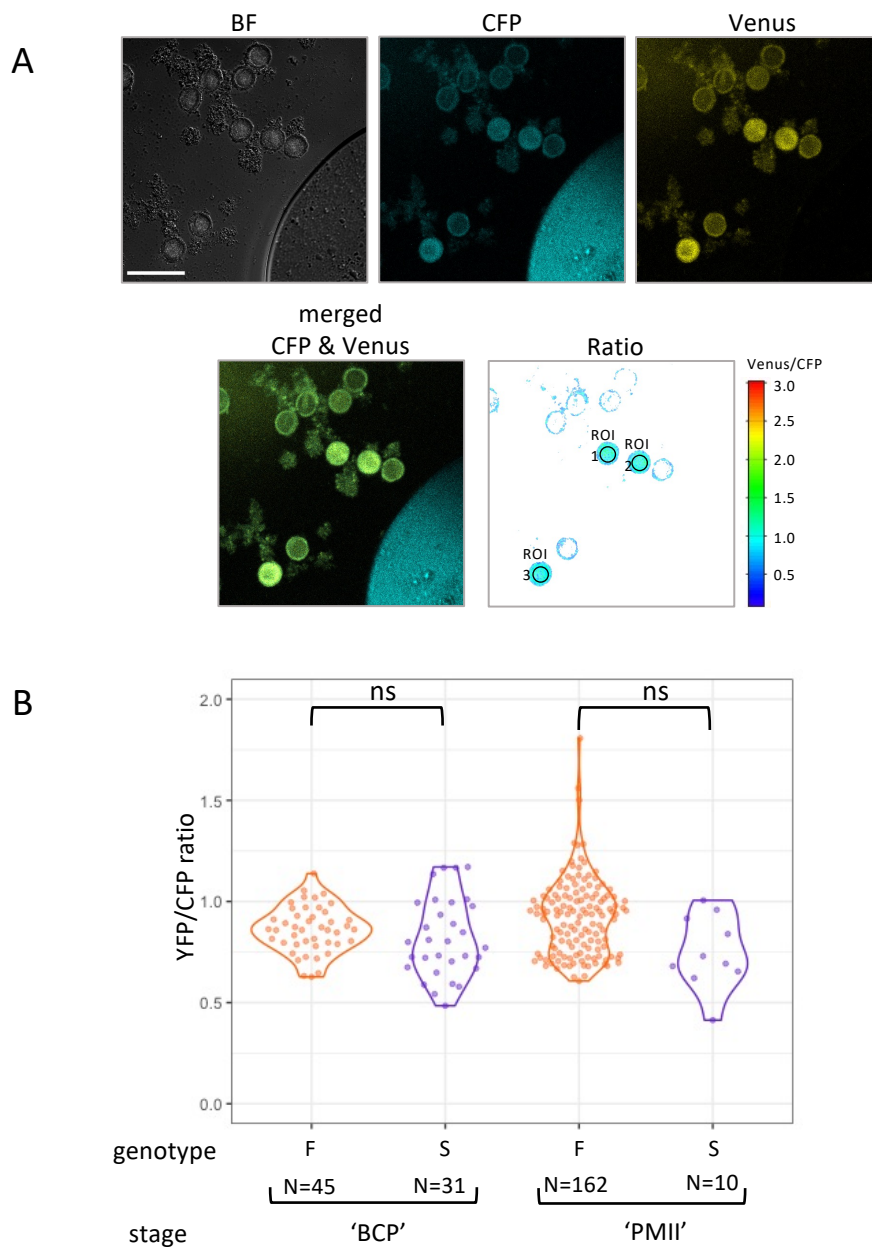 A
BF
CFP
Venus
merged
CFP & Venus
Ratio
Venus/CFP
3.0
2.5
2.0
1.5
1.0
0.5
ROI
1
ROI
2
ROI
3
B
ns
ns
YFP/CFP ratio
2.0
1.5
1.0
0.5
0.0
genotype F S F S
N=45 N=31 N=162 N=10
stage 'BCP' 'PMII'